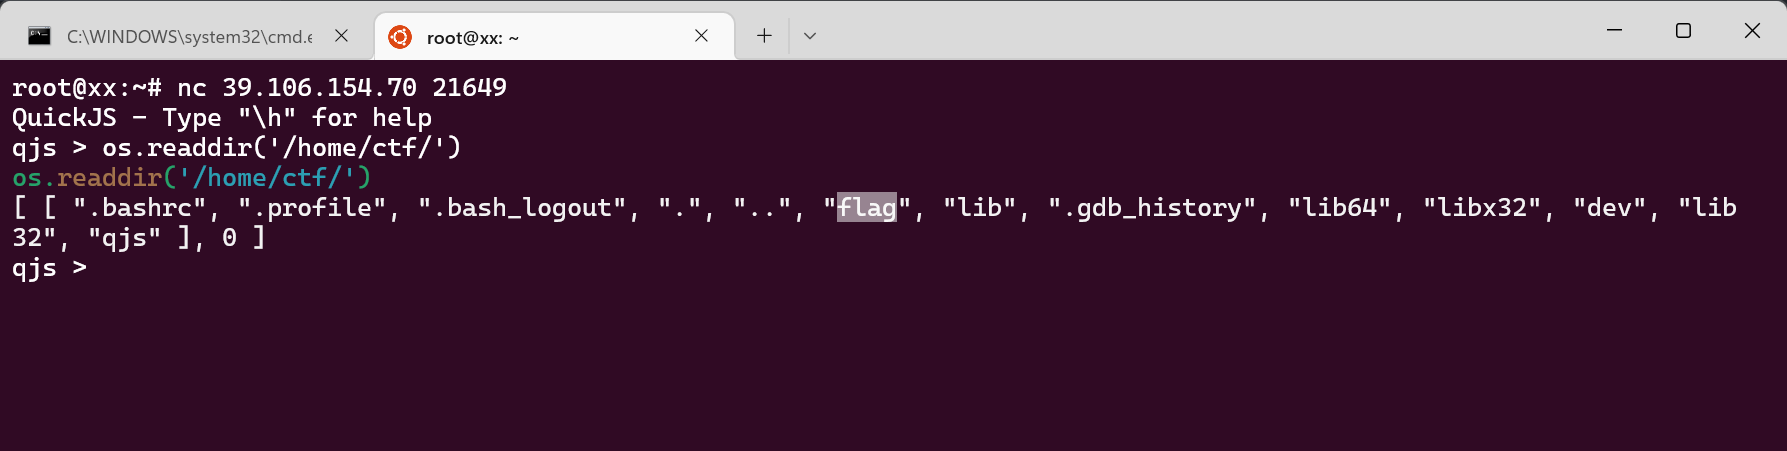 C:\WINDOWS\system32\cmd.e
root@xx: ~
root@xx:~# nc 39.106.154.70 21649
QuickJS - Type "\h" for help
qjs > os.readdir('/home/ctf/')
os.readdir('/home/ctf/')
[ [ ".bashrc", ".profile", ".bash_logout", ".", "..", "flag", "lib", ".gdb_history", "lib64", "libx32", "dev", "lib
32", "qjs" ], 0 ]
qjs >